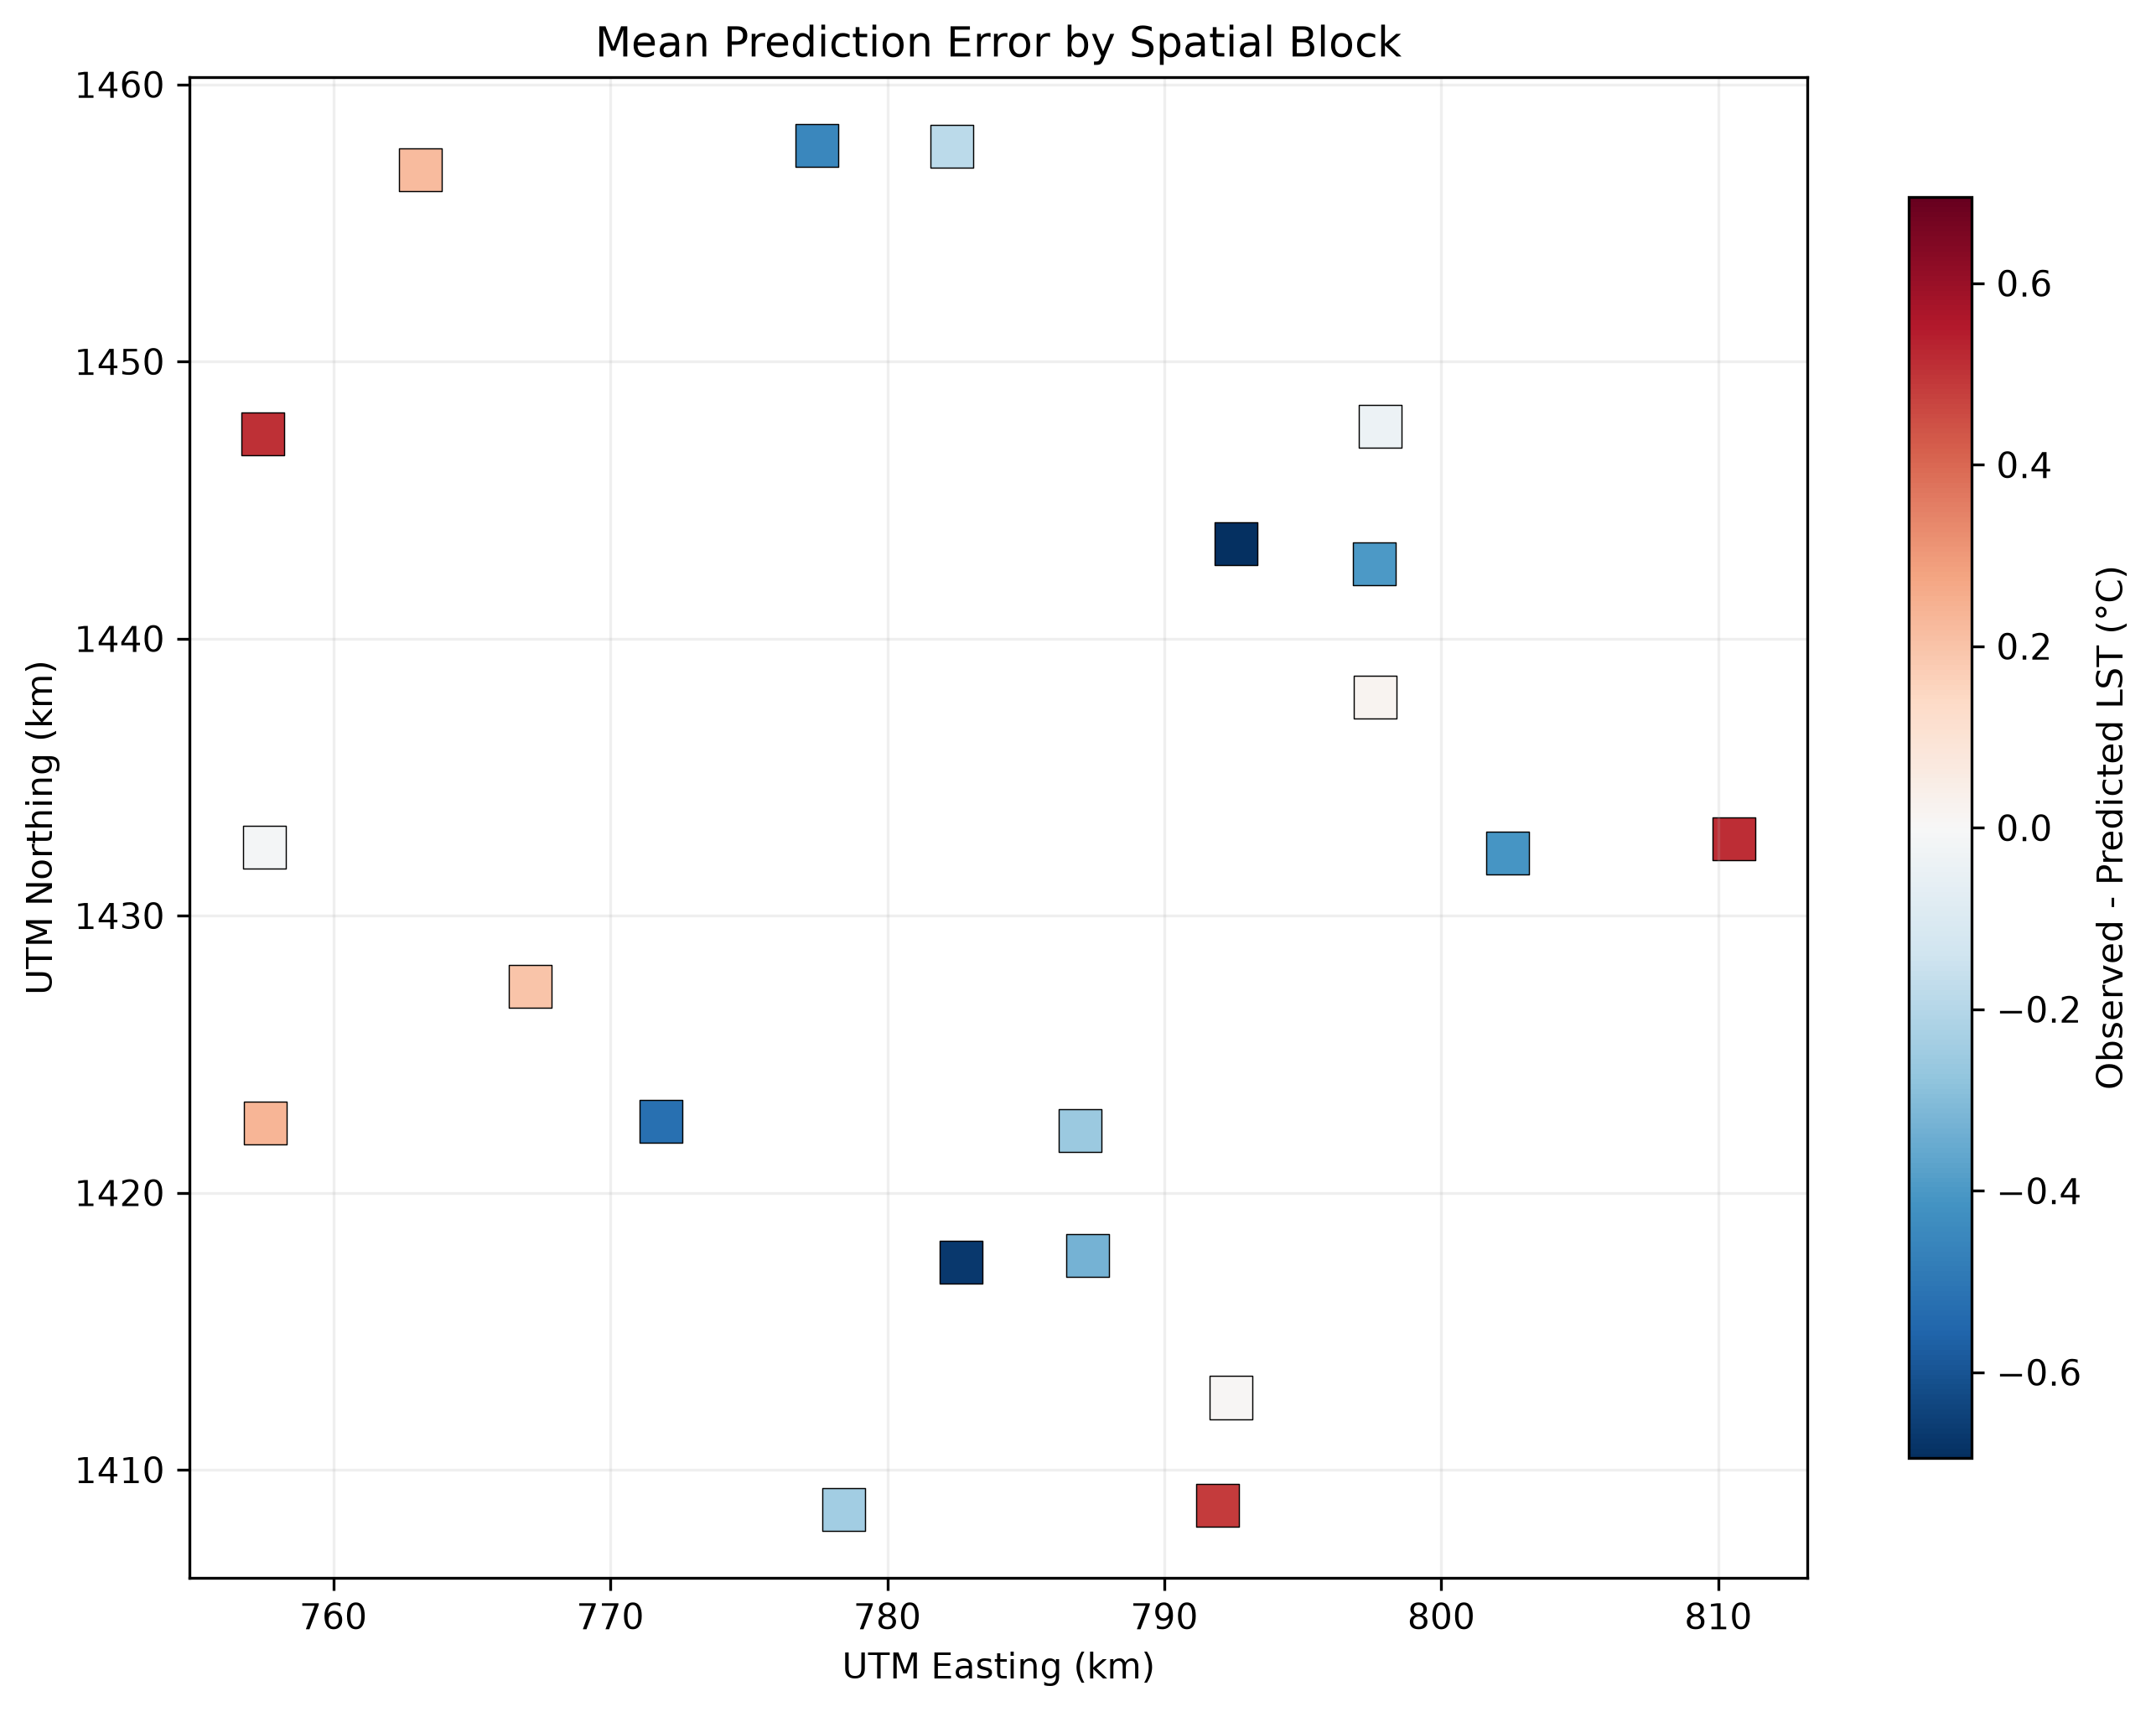 Mean Prediction Error by Spatial Block
1460
1450
1440
1430
1420
1410
UTM Northing (km)
760 770 780 790 800 810
UTM Easting (km)
0.6
0.4
0.2
0.0
−0.2
−0.4
−0.6
Observed - Predicted LST (°C)